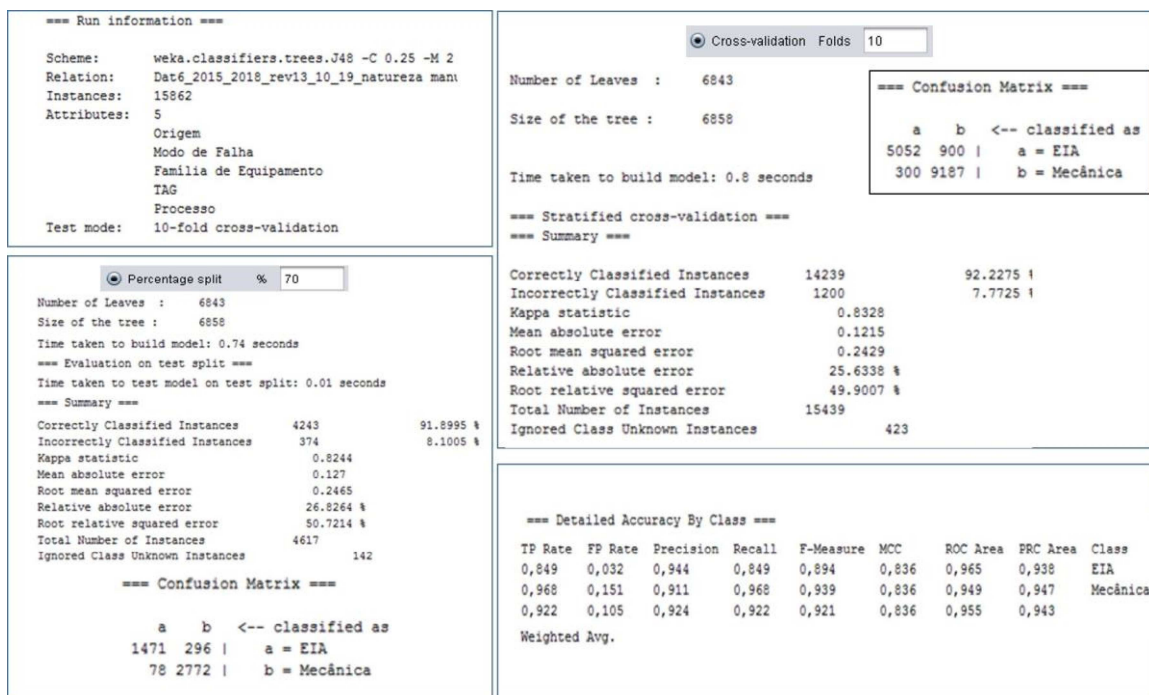 === Run information ===
Scheme: weka.classifiers.trees.J48 -C 0.25 -M 2
Relation: Dat6_2015_2018_rev13_10_19_natureza
Instances: 15862
Attributes: 5
Origem
Modo de Falha
Família de Equipamento
TAG
Processo
Test mode: 10-fold cross-validation
Percentage split % 70
Number of Leaves : 6843
Size of the tree : 6858
Time taken to build model: 0.74 seconds
=== Evaluation on test split ===
Time taken to test model on test split: 0.01 seconds
=== Summary ===
Correctly Classified Instances 4243 91.8995 %
Incorrectly Classified Instances 374 8.1005 %
Kappa statistic 0.8244
Mean absolute error 0.127
Root mean squared error 0.2465
Relative absolute error 26.8264 %
Root relative squared error 50.7214 %
Total Number of Instances 4617
Ignored Class Unknown Instances 142
=== Confusion Matrix ===
a b <-- classified as
1471 296 | a = EIA
78 2772 | b = Mecânica
Cross-validation Folds 10
Number of Leaves : 6843
Size of the tree : 6858
Time taken to build model: 0.8 seconds
=== Confusion Matrix ===
a b <-- classified as
5052 900 | a = EIA
300 9187 | b = Mecânica
=== Stratified cross-validation ===
=== Summary ===
Correctly Classified Instances 14239 92.2275 %
Incorrectly Classified Instances 1200 7.7725 %
Kappa statistic 0.8328
Mean absolute error 0.1215
Root mean squared error 0.2429
Relative absolute error 25.6338 %
Root relative squared error 49.9007 %
Total Number of Instances 15439
Ignored Class Unknown Instances 423
=== Detailed Accuracy By Class ===
TP Rate FP Rate Precision Recall F-Measure MCC ROC Area PRC Area Class
0,849 0,032 0,944 0,849 0,894 0,836 0,965 0,938 EIA
0,968 0,151 0,911 0,968 0,939 0,836 0,949 0,947 Mecânica
0,922 0,105 0,924 0,922 0,921 0,836 0,955 0,943
Weighted Avg.